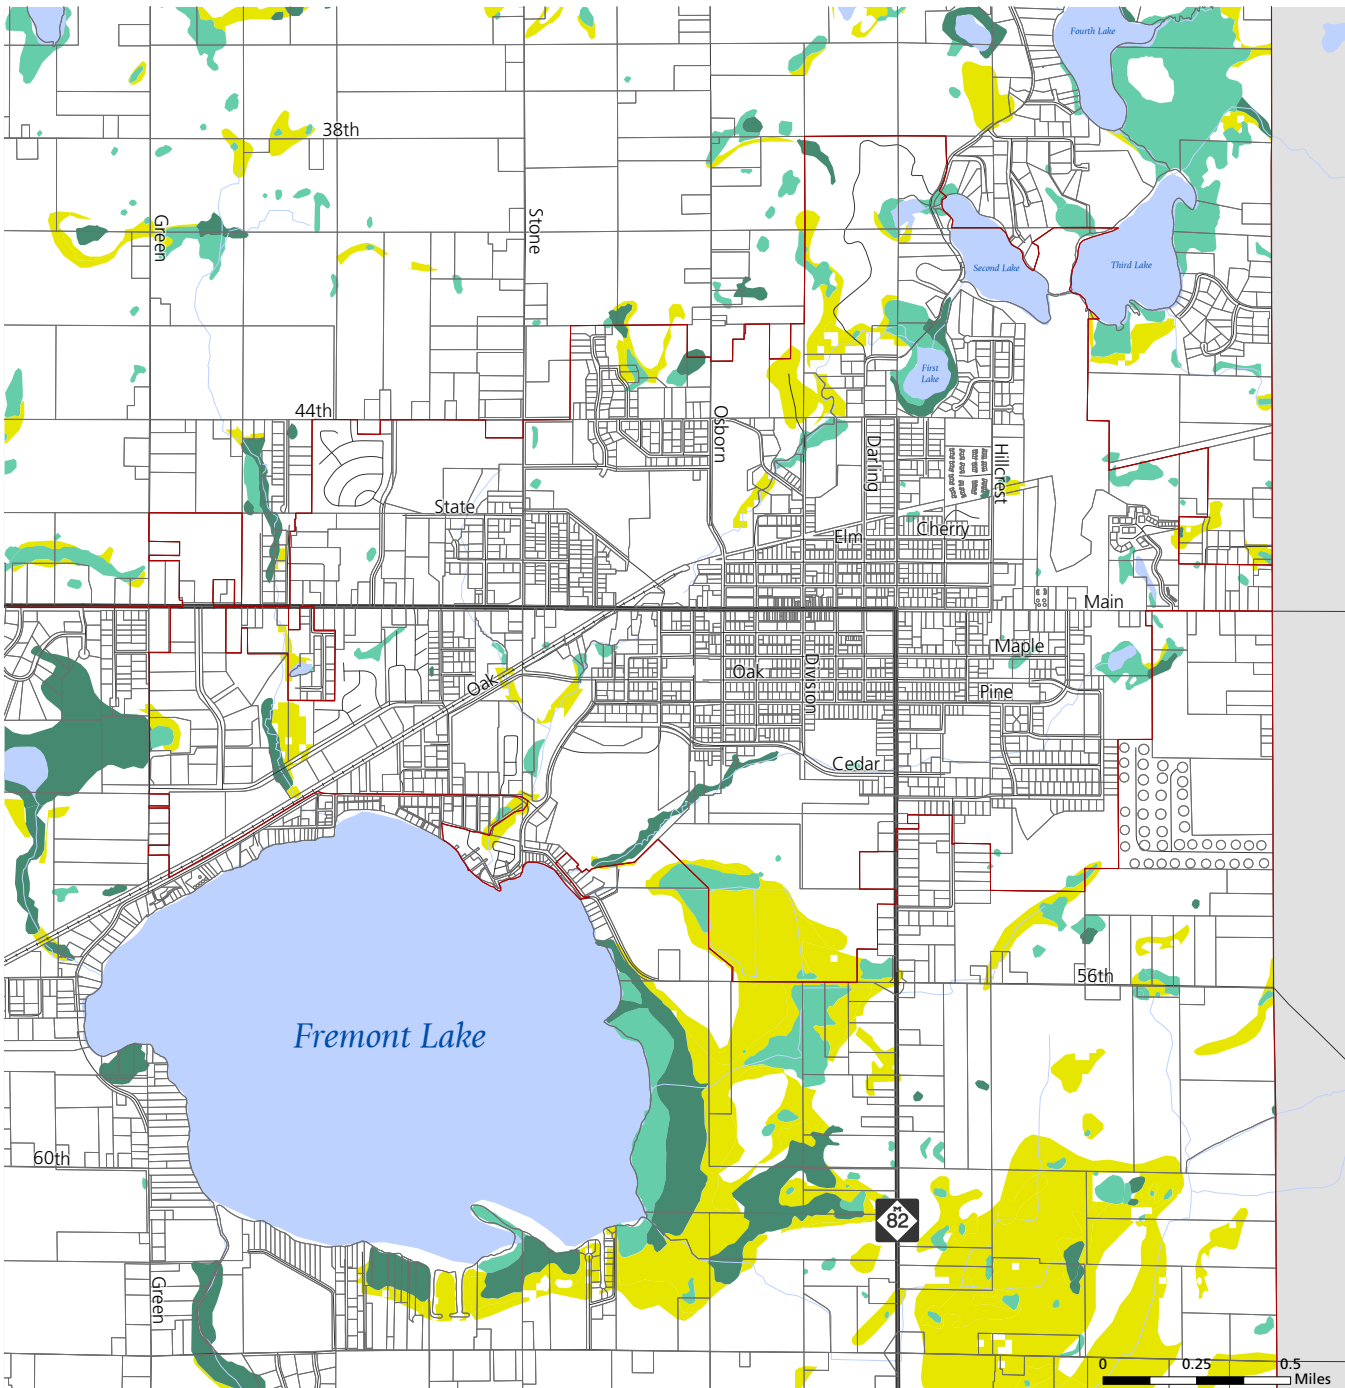 Fourth Lake
38th
Green
Stone
Second Lake
Third Lake
First
Lake
44th
Osborn
Darling
Hillcrest
State
Elm
Cherry
Main
Maple
Oak
Division
Oak
Pine
Cedar
56th
Fremont Lake
60th
M
82
Green
0 0.25 0.5
Miles